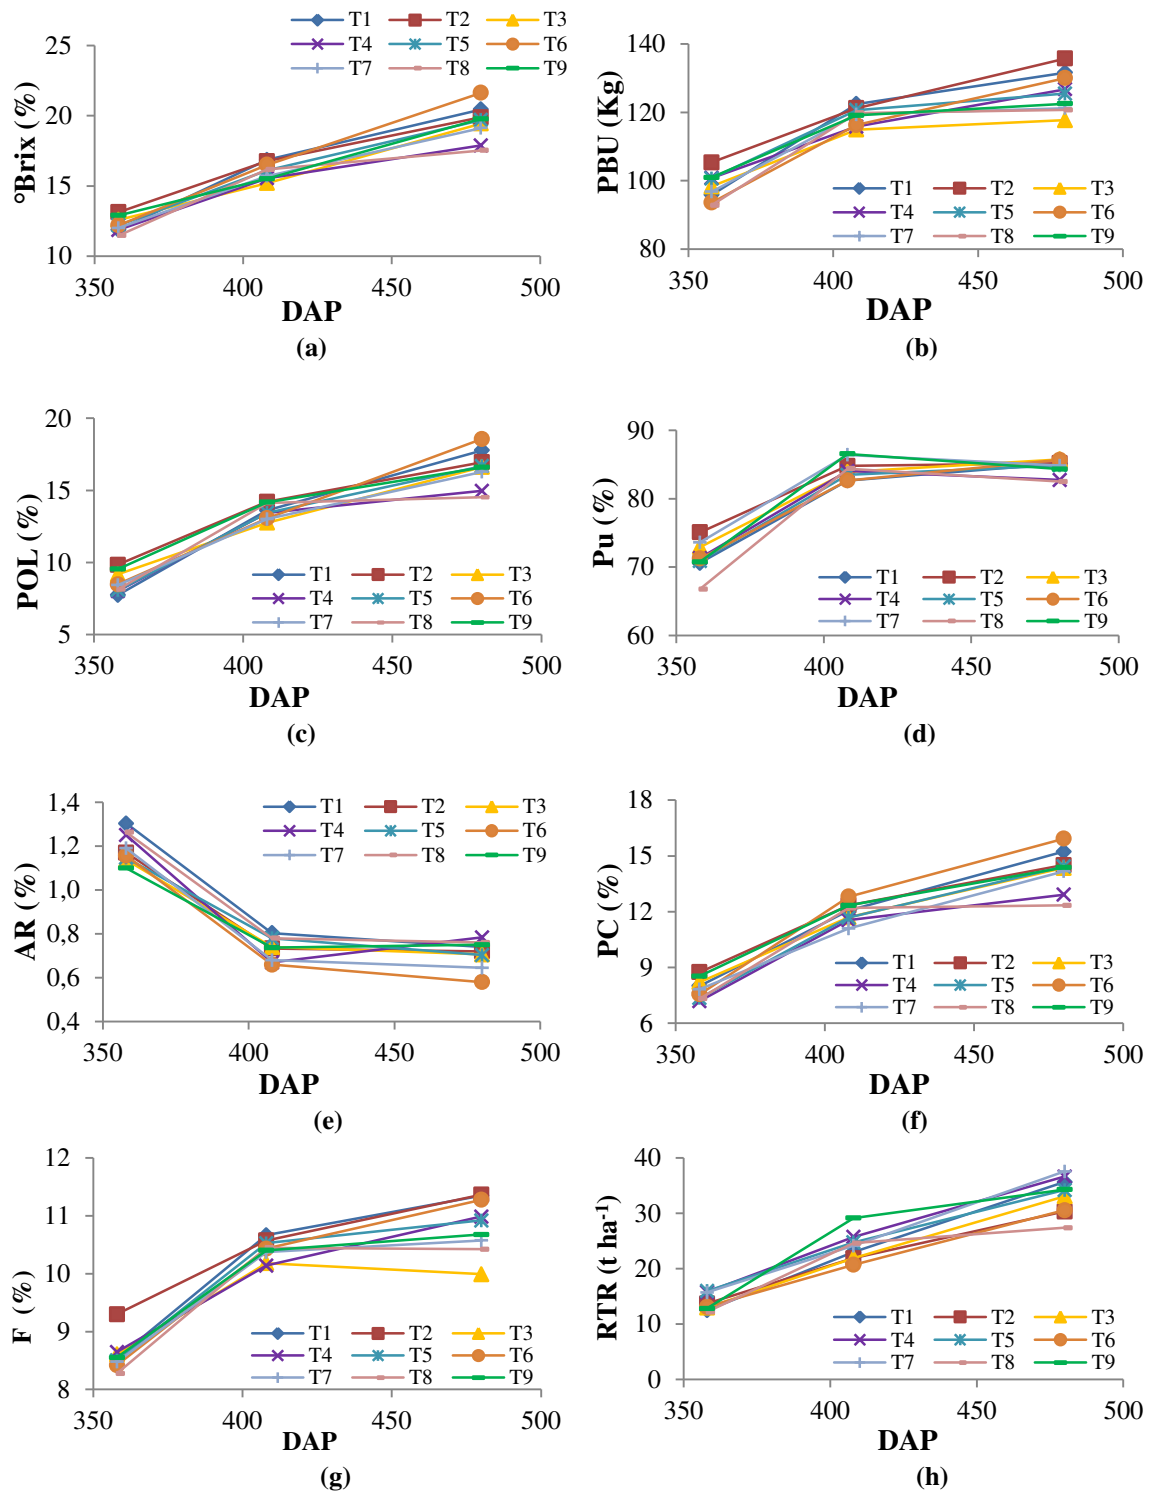 T1 T2 T3
T4 T5 T6
T7 T8 T9
25
20
15
10
350 400 450 500
°Brix (%)
DAP
(a)
140
120
100
80
350 400 450 500
PBU (Kg)
T1 T2 T3
T4 T5 T6
T7 T8 T9
DAP
(b)
20
15
10
5
350 400 450 500
POL (%)
T1 T2 T3
T4 T5 T6
T7 T8 T9
DAP
(c)
90
80
70
60
350 400 450 500
Pu (%)
T1 T2 T3
T4 T5 T6
T7 T8 T9
DAP
(d)
1,4
1,2
1,0
0,8
0,6
0,4
350 400 450 500
AR (%)
T1 T2 T3
T4 T5 T6
T7 T8 T9
DAP
(e)
18
15
12
9
6
350 400 450 500
PC (%)
T1 T2 T3
T4 T5 T6
T7 T8 T9
DAP
(f)
12
11
10
9
8
350 400 450 500
F (%)
T1 T2 T3
T4 T5 T6
T7 T8 T9
DAP
(g)
40
30
20
10
0
350 400 450 500
RTR (t ha⁻¹)
T1 T2 T3
T4 T5 T6
T7 T8 T9
DAP
(h)